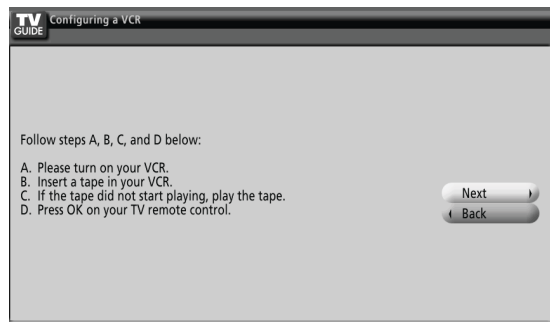 TV
GUIDE
Configuring a VCR
Follow steps A, B, C, and D below:
A. Please turn on your VCR.
B. Insert a tape in your VCR.
C. If the tape did not start playing, play the tape.
D. Press OK on your TV remote control.
Next
Back